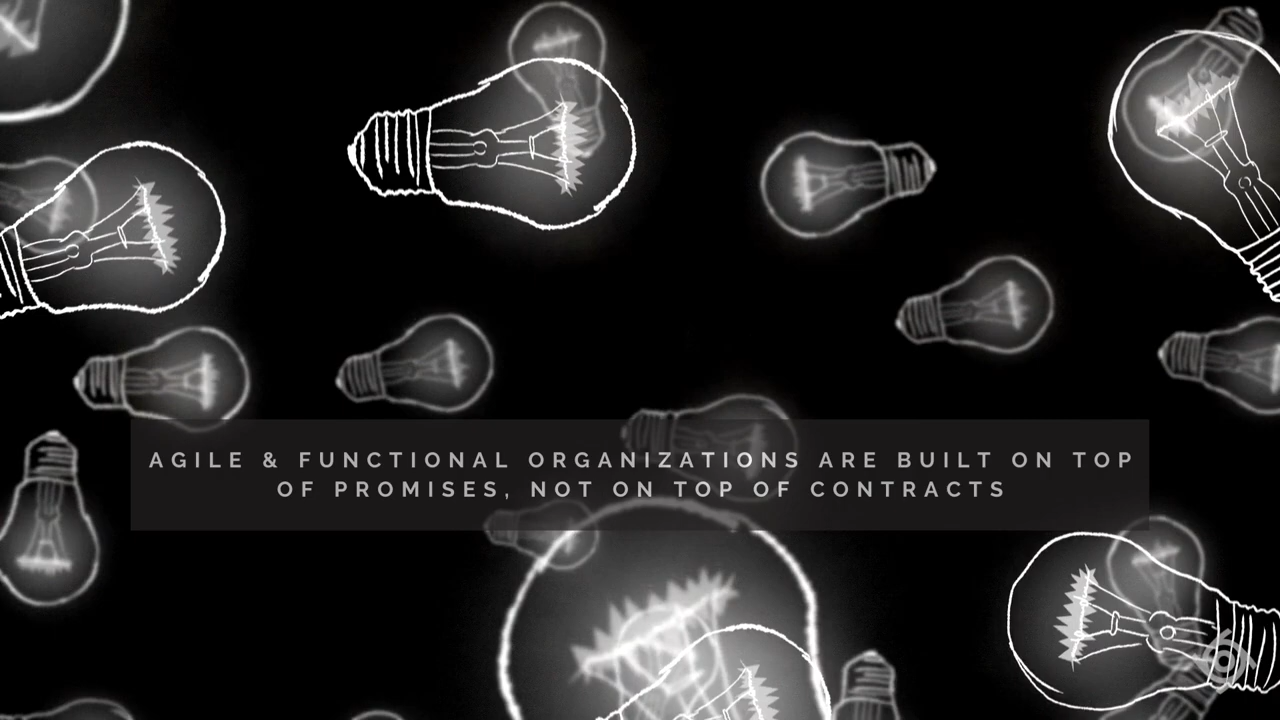 AGILE & FUNCTIONAL ORGANIZATIONS ARE BUILT ON TOP
OF PROMISES, NOT ON TOP OF CONTRACTS